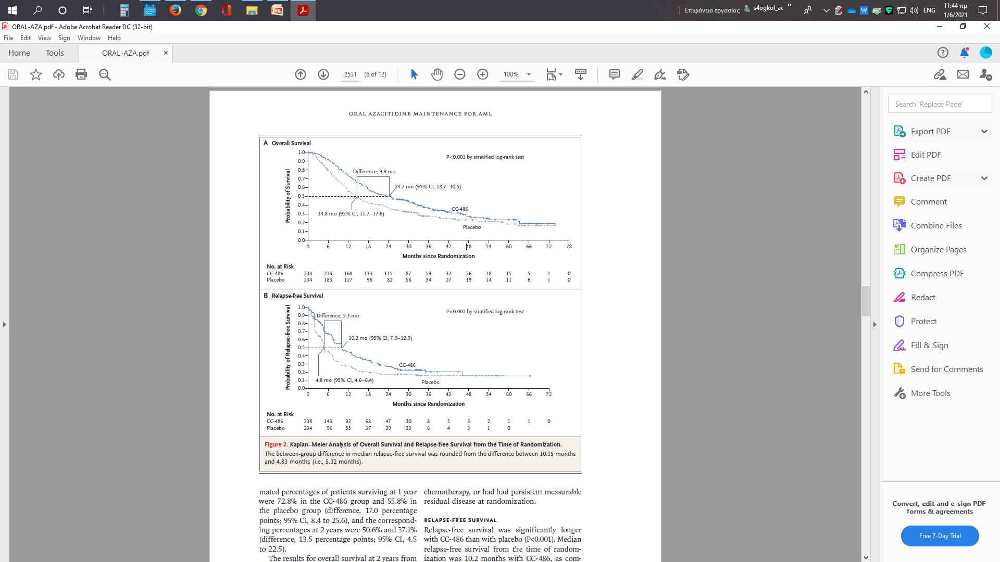 Επιφάνεια εργασίας
s4ogkol_ac
»
ENG
11:44 πμ
1/6/2021
ORAL-AZA.pdf - Adobe Acrobat Reader DC (32-bit)
File Edit View Sign Window Help
Home Tools ORAL-AZA.pdf ×
2531 (6 of 12) 100%
ORAL AZACITIDINE MAINTENANCE FOR AML
A Overall Survival
P<0.001 by stratified log-rank test
Probability of Survival
1.0
0.9
0.8
0.7
0.6
0.5
0.4
0.3
0.2
0.1
0.0
Difference, 9.9 mo
24.7 mo (95% CI, 18.7–30.5)
14.8 mo (95% CI, 11.7–17.6)
CC-486
Placebo
0 6 12 18 24 30 36 42 48 54 60 66 72 78
Months since Randomization
No. at Risk
CC-486 238 213 168 133 115 87 59 37 26 18 15 5 1 0
Placebo 234 183 127 96 82 58 34 27 19 14 11 6 1 0
B Relapse-free Survival
P<0.001 by stratified log-rank test
Probability of Relapse-free Survival
1.0
0.9
0.8
0.7
0.6
0.5
0.4
0.3
0.2
0.1
0.0
Difference, 5.3 mo
10.2 mo (95% CI, 7.9–12.9)
4.8 mo (95% CI, 4.6–6.4)
CC-486
Placebo
0 6 12 18 24 30 36 42 48 54 60 66 72
Months since Randomization
No. at Risk
CC-486 238 143 92 68 47 30 8 5 3 2 1 1 0
Placebo 234 96 55 37 29 23 6 4 3 1 0
Figure 2. Kaplan–Meier Analysis of Overall Survival and Relapse-free Survival from the Time of Randomization.
The between-group difference in median relapse-free survival was rounded from the difference between 10.15 months
and 4.83 months (i.e., 5.32 months).
mated percentages of patients surviving at 1 year
were 72.8% in the CC-486 group and 55.8% in
the placebo group (difference, 17.0 percentage
points; 95% CI, 8.4 to 25.6), and the correspond-
ing percentages at 2 years were 50.6% and 37.1%
(difference, 13.5 percentage points; 95% CI, 4.5
to 22.5).
The results for overall survival at 2 years from
chemotherapy, or had had persistent measurable
residual disease at randomization.
RELAPSE-FREE SURVIVAL
Relapse-free survival was significantly longer
with CC-486 than with placebo (P<0.001). Median
relapse-free survival from the time of random-
ization was 10.2 months with CC-486, as com-
Search 'Replace Page'
Export PDF
Edit PDF
Create PDF
Comment
Combine Files
Organize Pages
Compress PDF
Redact
Protect
Fill & Sign
Send for Comments
More Tools
Convert, edit and e-sign PDF
forms & agreements
Free 7-Day Trial